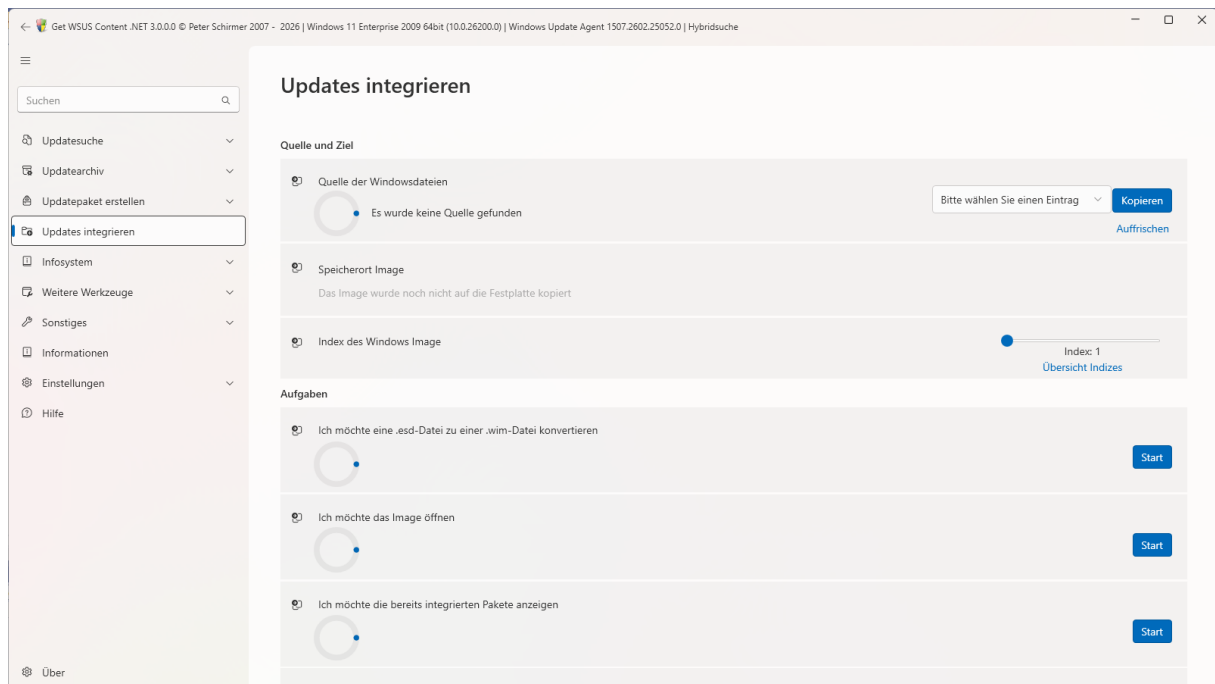 Get WSUS Content .NET 3.0.0.0 © Peter Schirmer 2007 - 2026 | Windows 11 Enterprise 2009 64bit (10.0.26200.0) | Windows Update Agent 1507.2602.25052.0 | Hybridsuche
Suchen
Updatesuche
Updatearchiv
Updatepaket erstellen
Updates integrieren
Infosystem
Weitere Werkzeuge
Sonstiges
Informationen
Einstellungen
Hilfe
Über
Updates integrieren
Quelle und Ziel
Quelle der Windowsdateien
Es wurde keine Quelle gefunden
Bitte wählen Sie einen Eintrag
Kopieren
Auffrischen
Speicherort Image
Das Image wurde noch nicht auf die Festplatte kopiert
Index des Windows Image
Index: 1
Übersicht Indizes
Aufgaben
Ich möchte eine .esd-Datei zu einer .wim-Datei konvertieren
Start
Ich möchte das Image öffnen
Start
Ich möchte die bereits integrierten Pakete anzeigen
Start